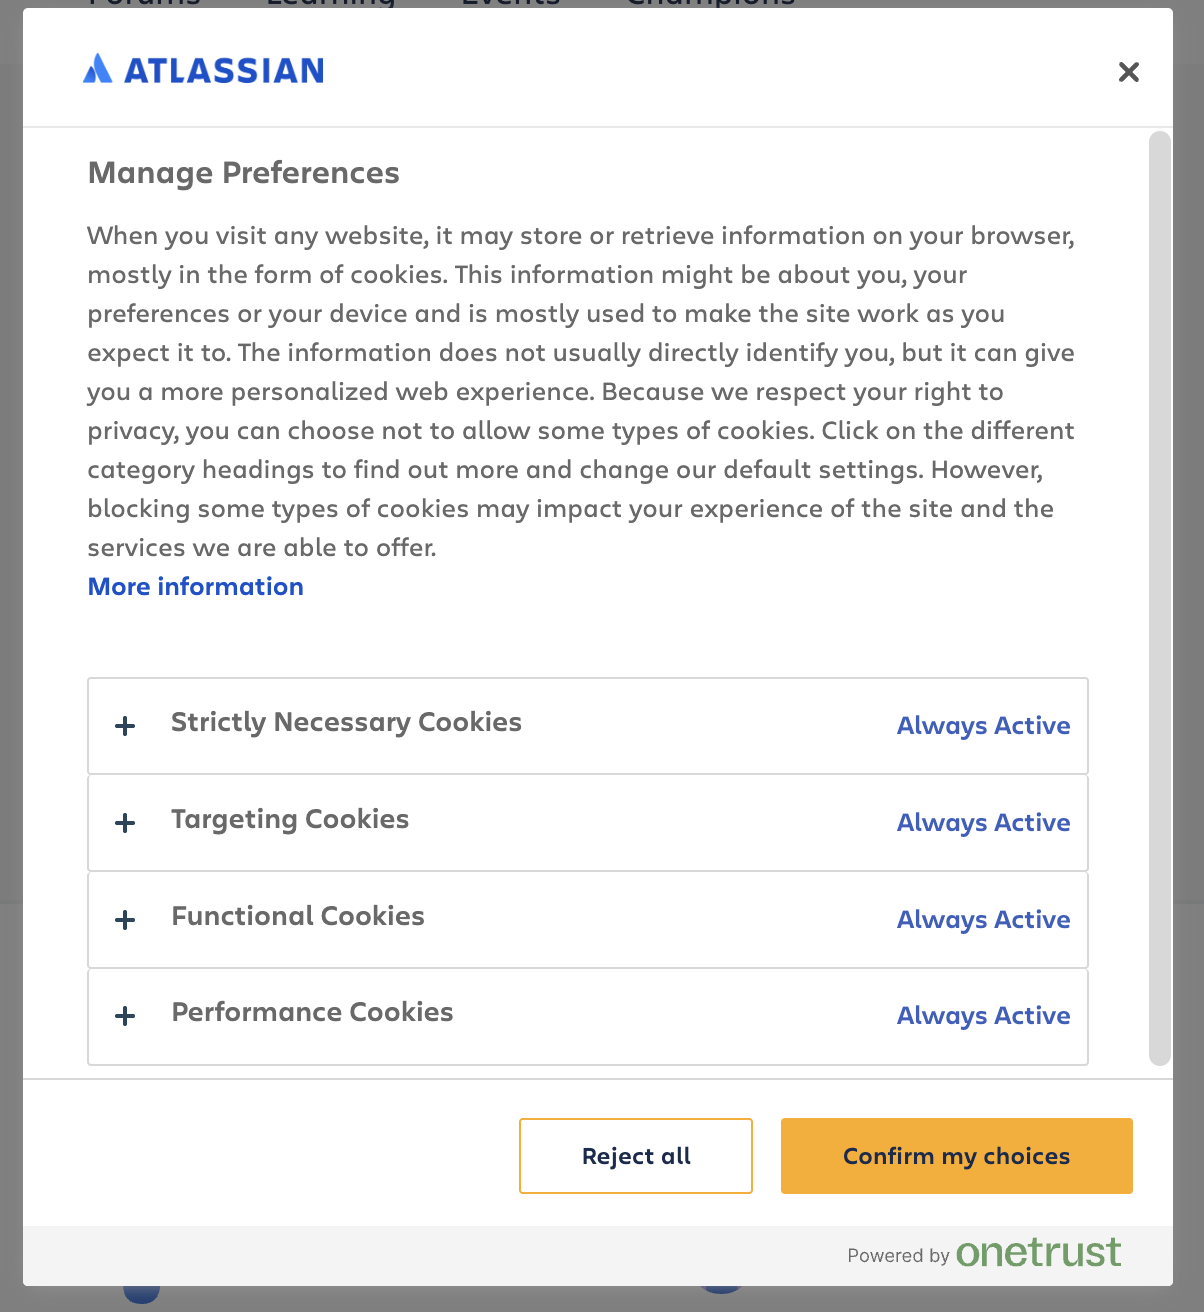 Forums Learning Events Champions
ATLASSIAN
Manage Preferences
When you visit any website, it may store or retrieve information on your browser,
mostly in the form of cookies. This information might be about you, your
preferences or your device and is mostly used to make the site work as you
expect it to. The information does not usually directly identify you, but it can give
you a more personalized web experience. Because we respect your right to
privacy, you can choose not to allow some types of cookies. Click on the different
category headings to find out more and change our default settings. However,
blocking some types of cookies may impact your experience of the site and the
services we are able to offer.
More information
Strictly Necessary Cookies Always Active
Targeting Cookies Always Active
Functional Cookies Always Active
Performance Cookies Always Active
Reject all Confirm my choices
Powered by onetrust